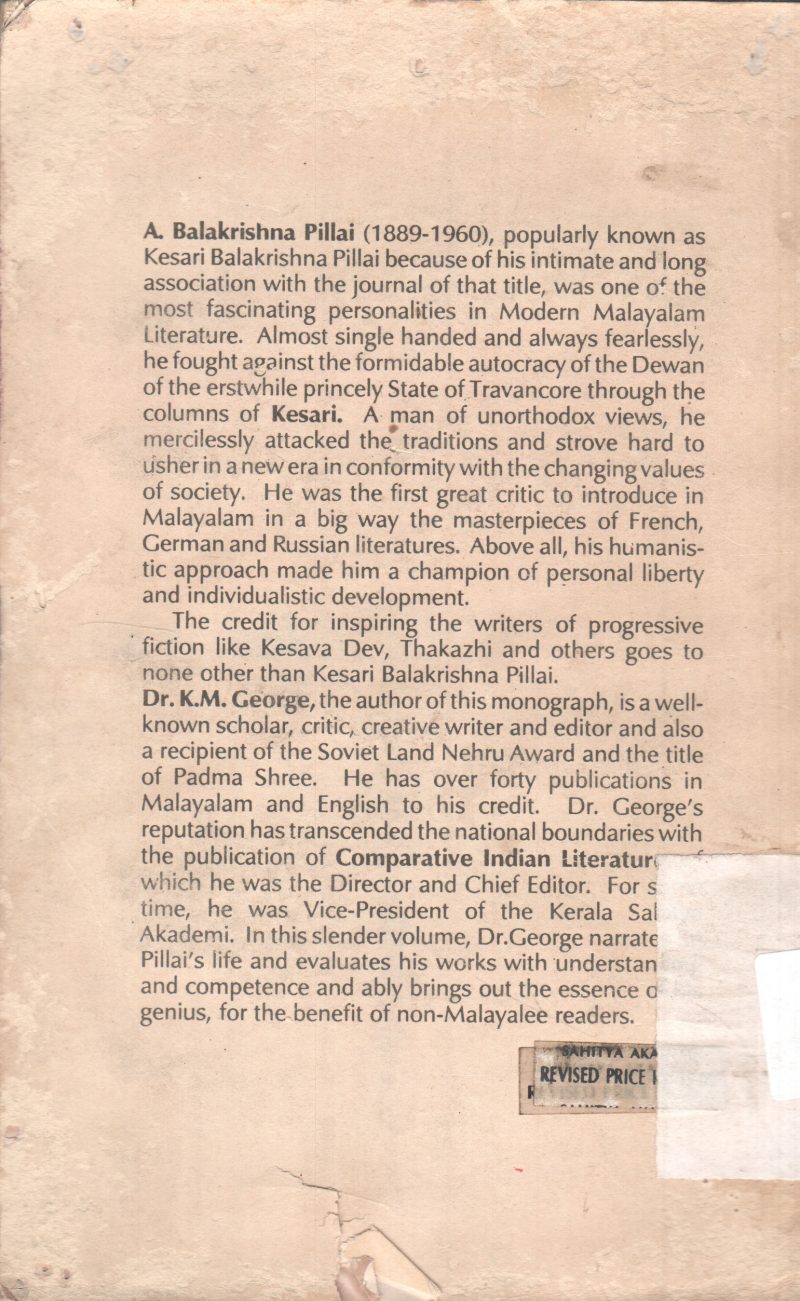 A. Balakrishna Pillai (1889-1960), popularly known as
Kesari Balakrishna Pillai because of his intimate and long
association with the journal of that title, was one of the
most fascinating personalities in Modern Malayalam
Literature. Almost single handed and always fearlessly,
he fought against the formidable autocracy of the Dewan
of the erstwhile princely State of Travancore through the
columns of Kesari. A man of unorthodox views, he
mercilessly attacked the traditions and strove hard to
usher in a new era in conformity with the changing values
of society. He was the first great critic to introduce in
Malayalam in a big way the masterpieces of French,
German and Russian literatures. Above all, his humanis-
tic approach made him a champion of personal liberty
and individualistic development.
The credit for inspiring the writers of progressive
fiction like Kesava Dev, Thakazhi and others goes to
none other than Kesari Balakrishna Pillai.
Dr. K.M. George, the author of this monograph, is a well-
known scholar, critic, creative writer and editor and also
a recipient of the Soviet Land Nehru Award and the title
of Padma Shree. He has over forty publications in
Malayalam and English to his credit. Dr. George's
reputation has transcended the national boundaries with
the publication of Comparative Indian Literatur
which he was the Director and Chief Editor. For s
time, he was Vice-President of the Kerala Sa
Akademi. In this slender volume, Dr.George narrate
Pillai's life and evaluates his works with understan
and competence and ably brings out the essence o
genius, for the benefit of non-Malayalee readers.
SAHITYA AKA
REVISED PRICE